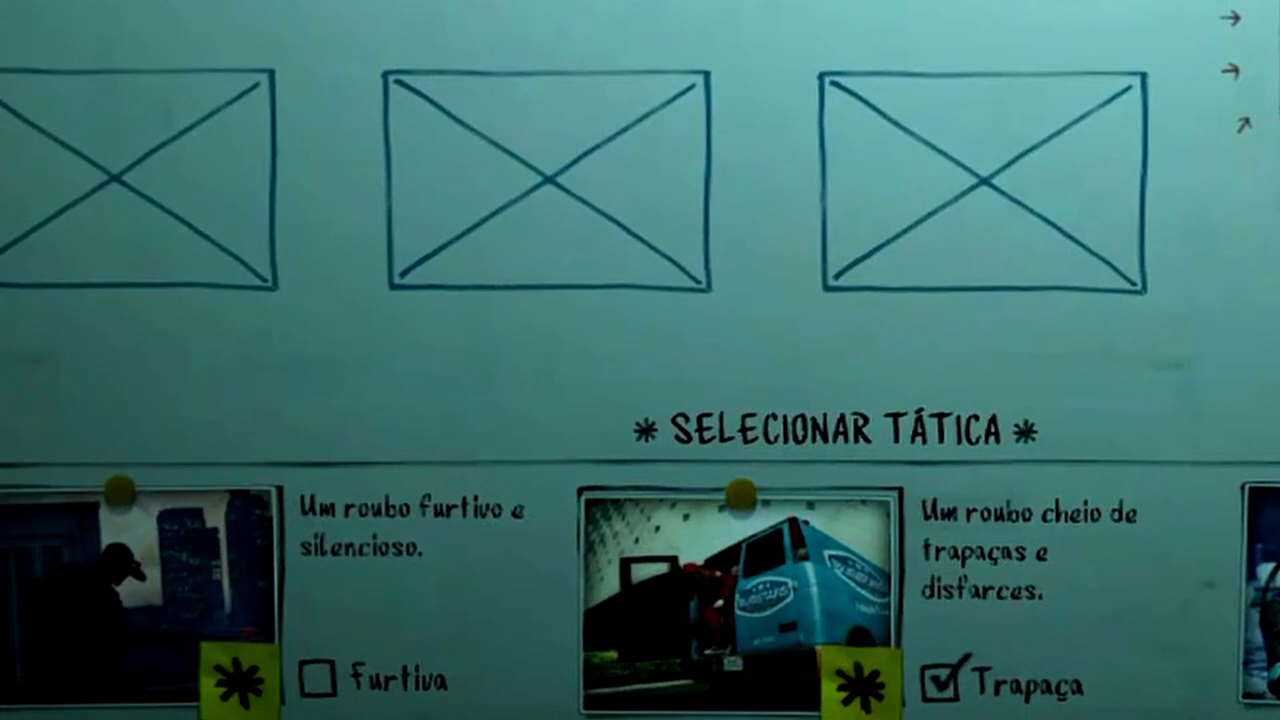 * SELECIONAR TÁTICA *
Um roubo furtivo e
silencioso.
Furtiva
Um roubo cheio de
trapaças e
disfarces.
Trapaça